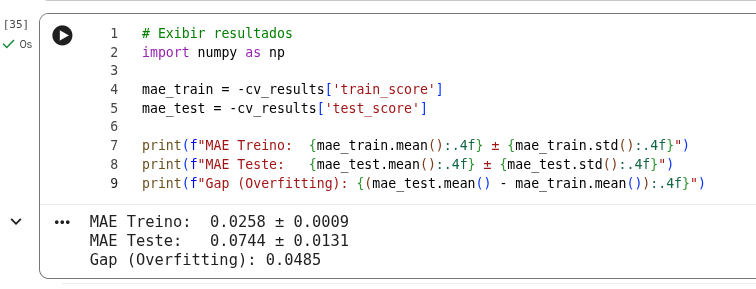 [35]
0s
1 # Exibir resultados
2 import numpy as np
3
4 mae_train = -cv_results['train_score']
5 mae_test = -cv_results['test_score']
6
7 print(f"MAE Treino:  {mae_train.mean():.4f} ± {mae_train.std():.4f}")
8 print(f"MAE Teste:   {mae_test.mean():.4f} ± {mae_test.std():.4f}")
9 print(f"Gap (Overfitting): {(mae_test.mean() - mae_train.mean()):.4f}")
MAE Treino:  0.0258 ± 0.0009
MAE Teste:   0.0744 ± 0.0131
Gap (Overfitting): 0.0485